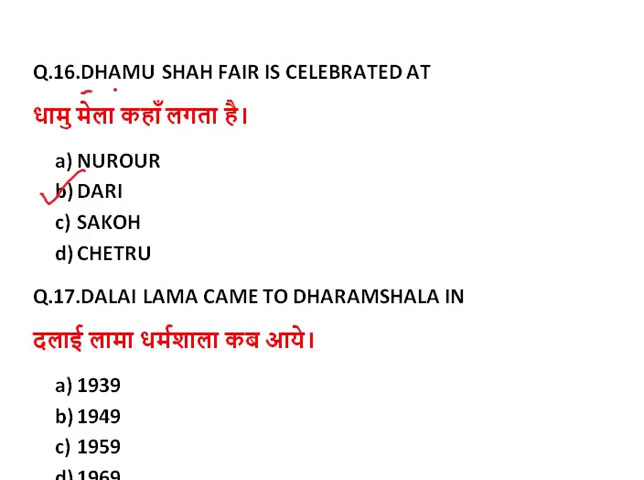 Q.16.DHAMU SHAH FAIR IS CELEBRATED AT
धामु मेला कहाँ लगता है।
a) NUROUR
b) DARI
c) SAKOH
d) CHETRU
Q.17.DALAI LAMA CAME TO DHARAMSHALA IN
दलाई लामा धर्मशाला कब आये।
a) 1939
b) 1949
c) 1959
d) 1969